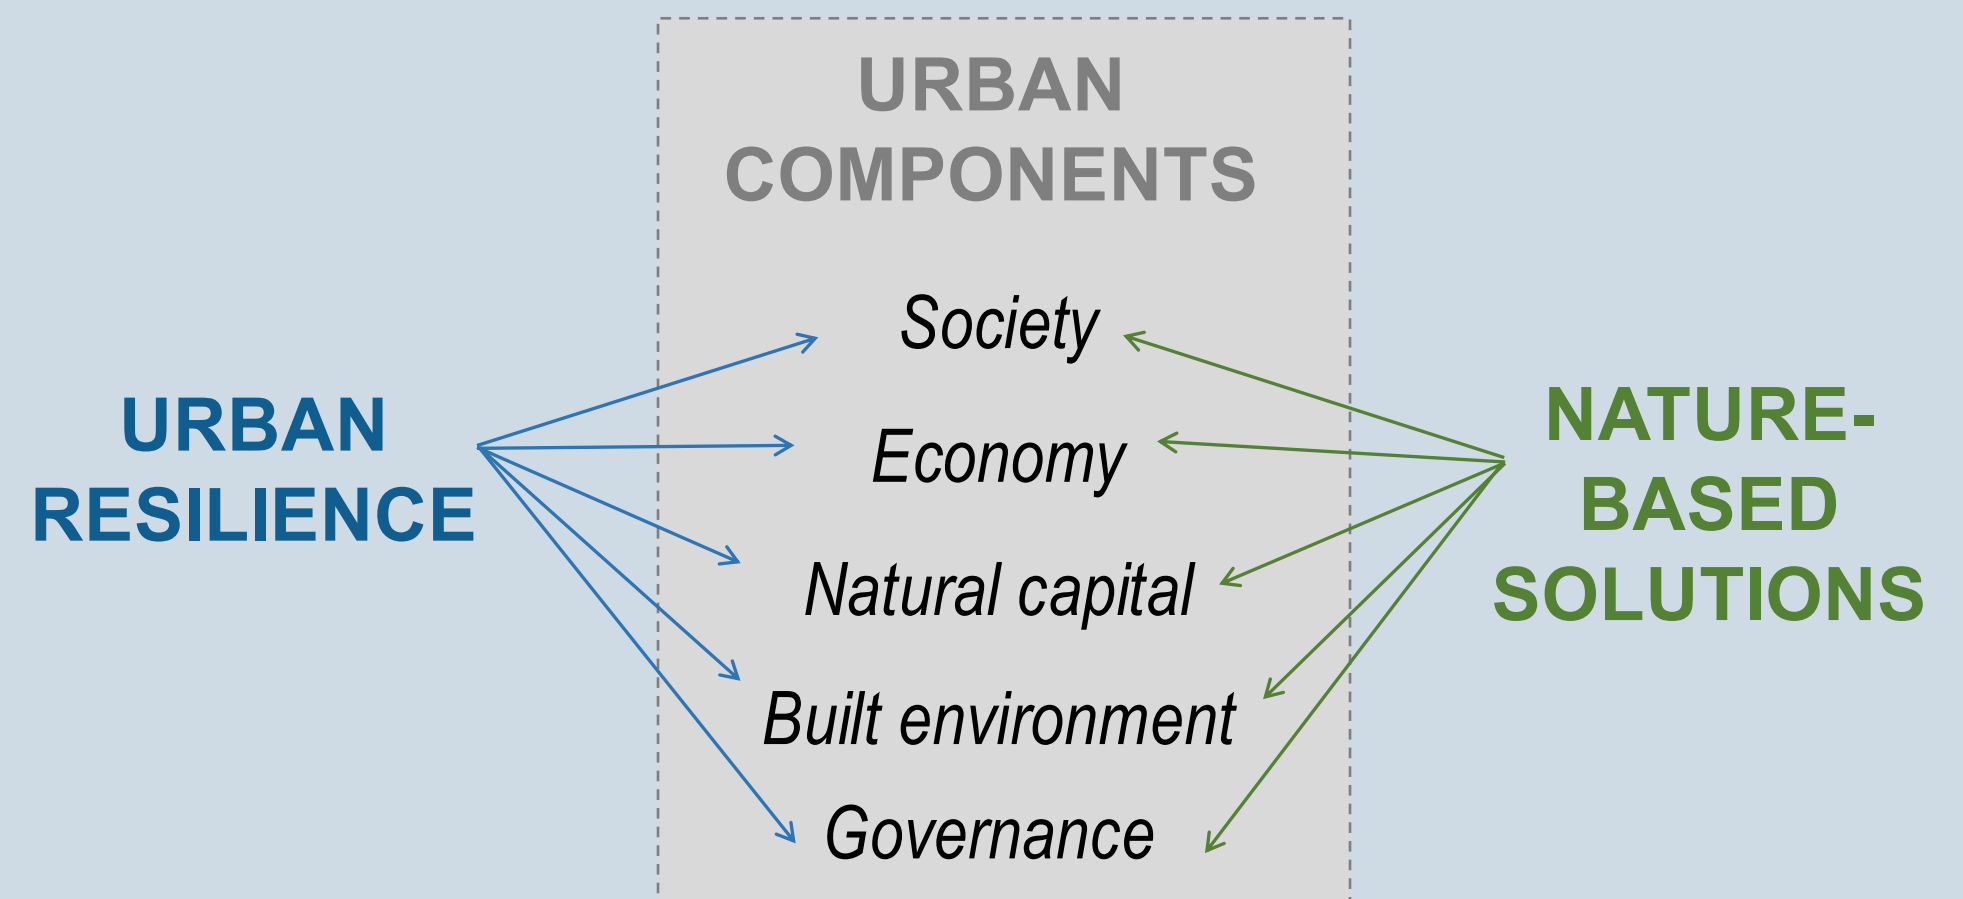 URBAN
COMPONENTS
Society
Economy
Natural capital
Built environment
Governance
URBAN
RESILIENCE
NATURE-
BASED
SOLUTIONS